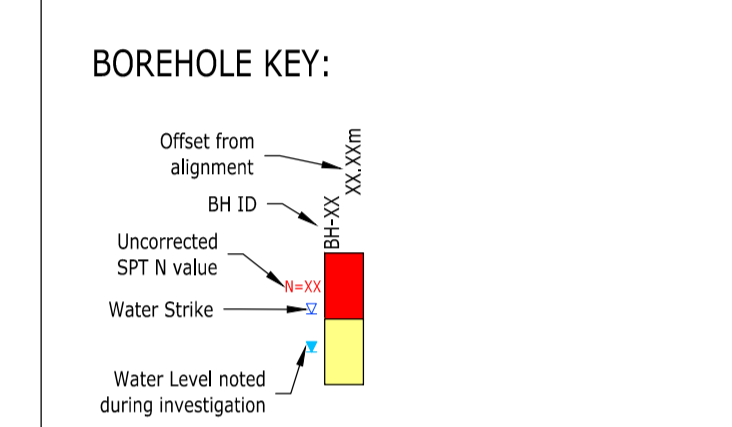 BOREHOLE KEY:
Offset from
alignment
XX.XXm
BH ID
BH-XX
Uncorrected
SPT N value
N=XX
Water Strike
Water Level noted
during investigation